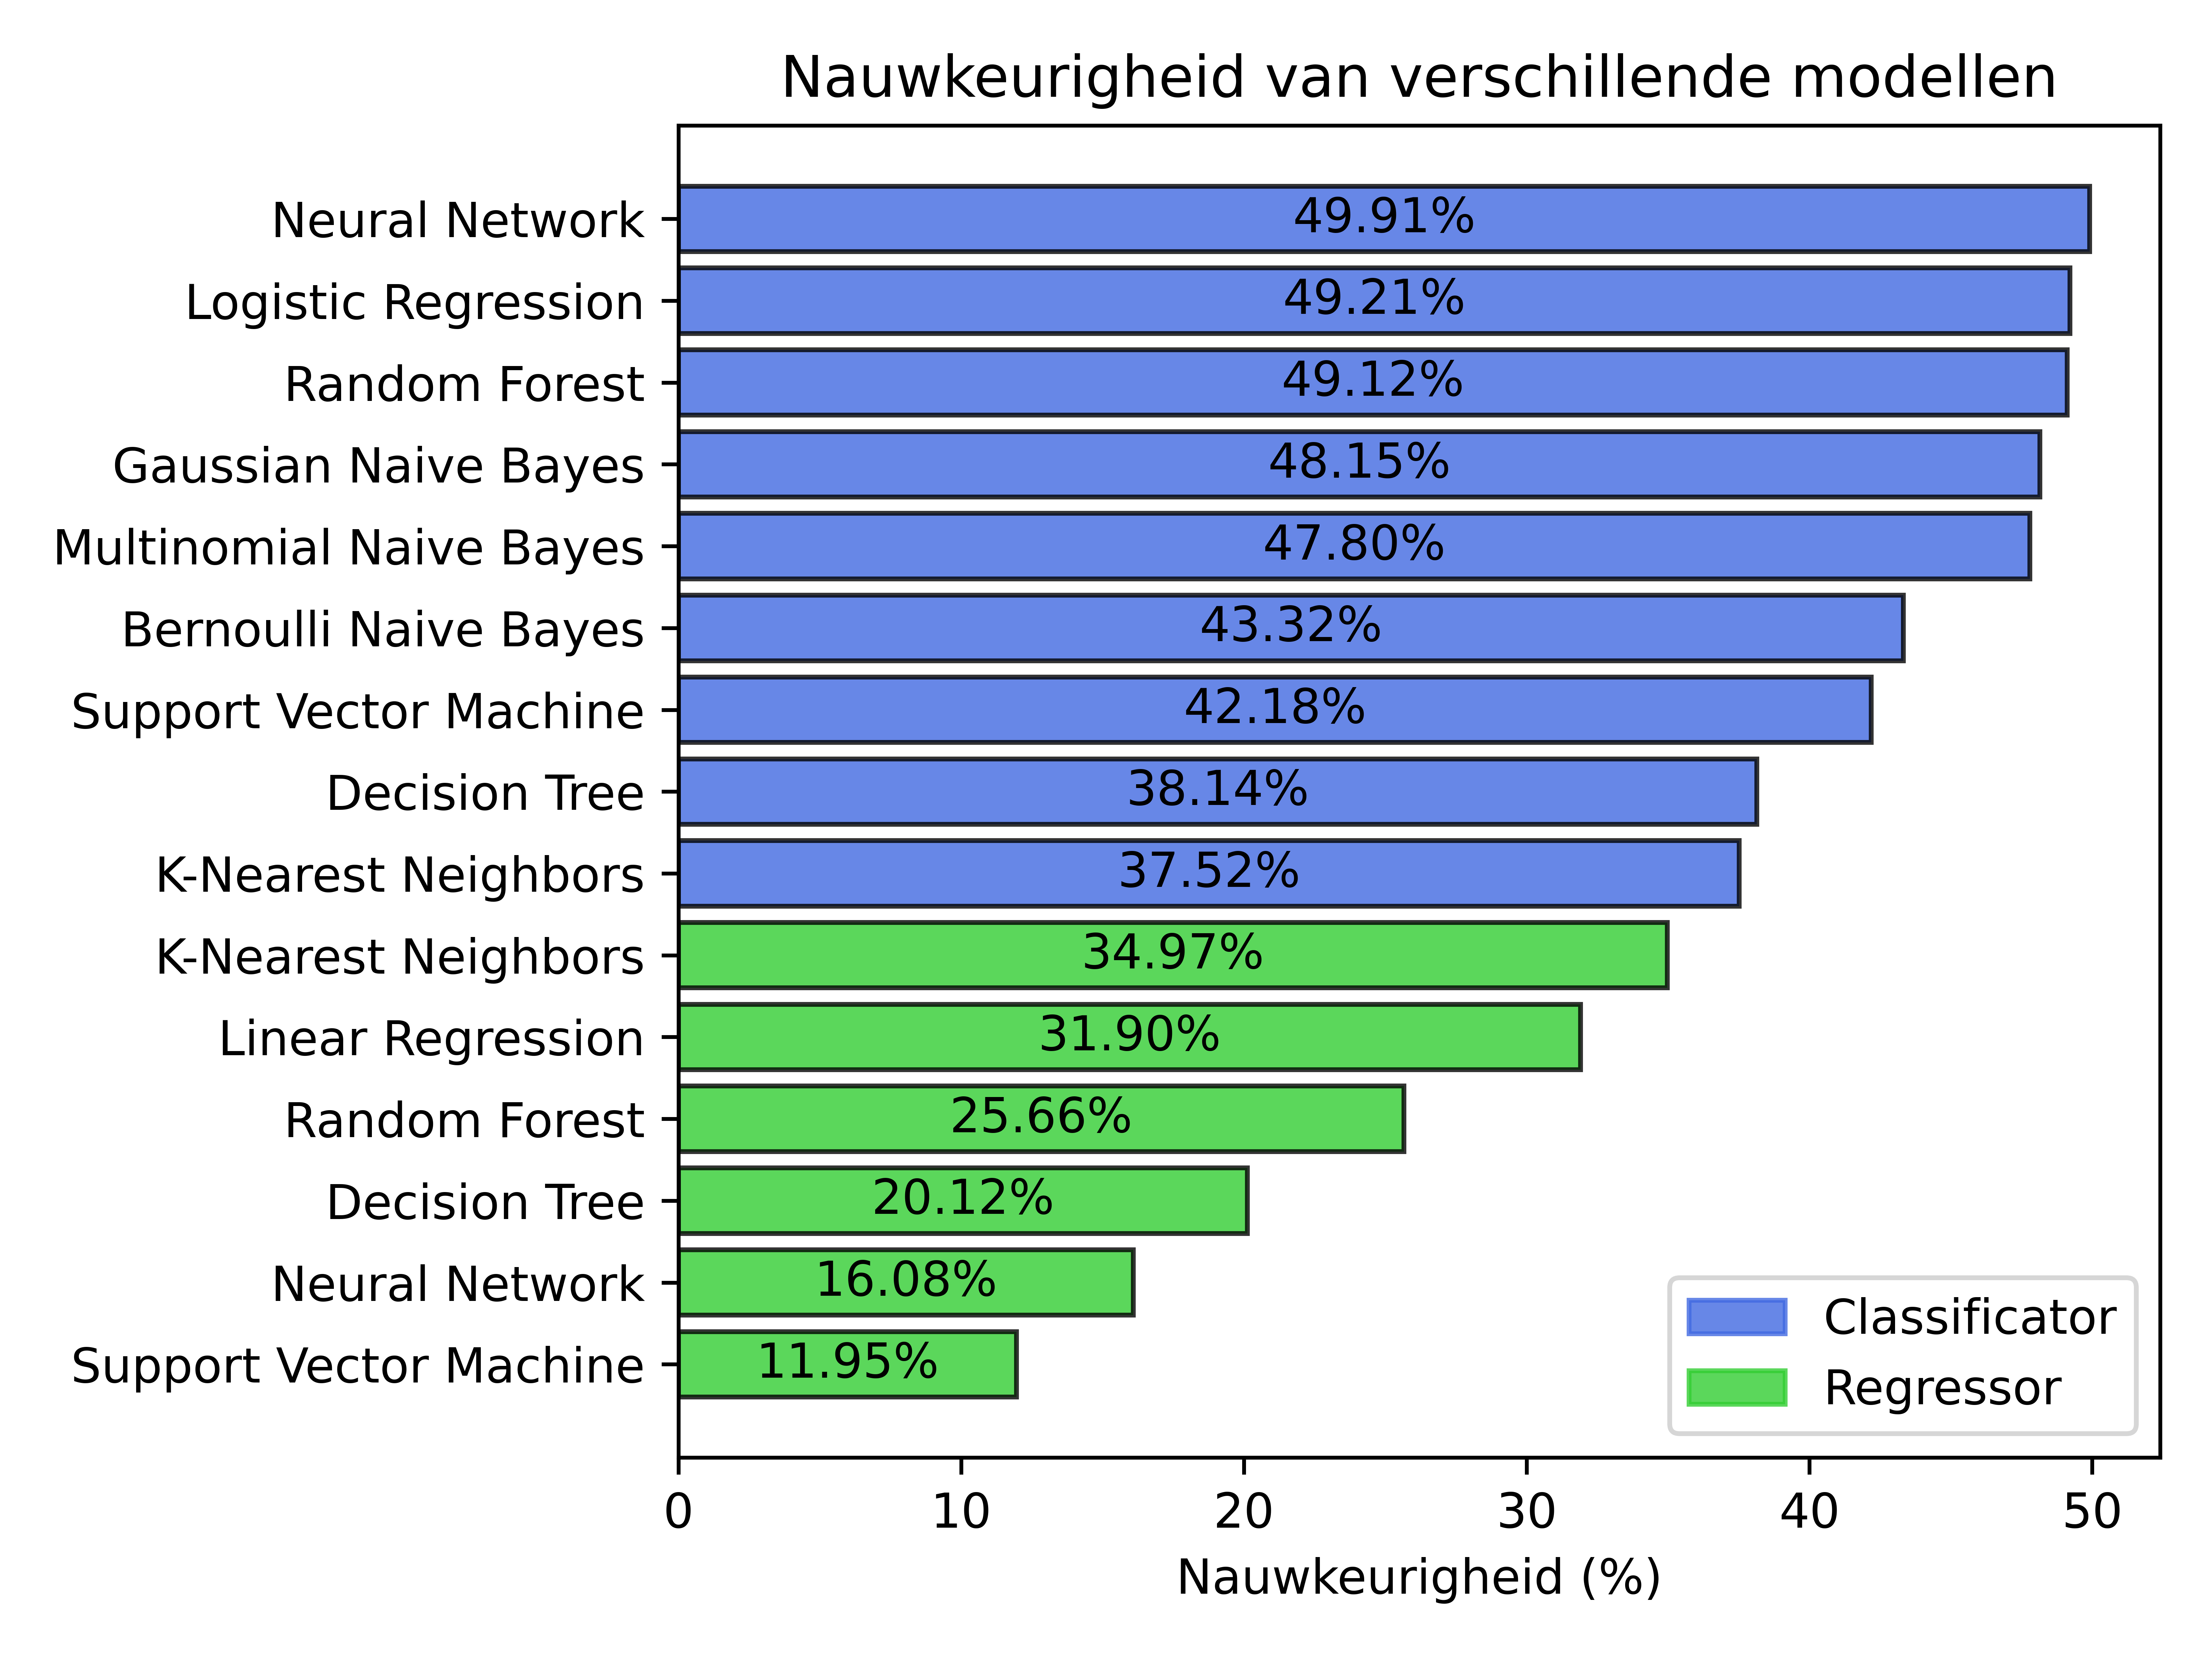 Nauwkeurigheid van verschillende modellen
Neural Network 49.91%
Logistic Regression 49.21%
Random Forest 49.12%
Gaussian Naive Bayes 48.15%
Multinomial Naive Bayes 47.80%
Bernoulli Naive Bayes 43.32%
Support Vector Machine 42.18%
Decision Tree 38.14%
K-Nearest Neighbors 37.52%
K-Nearest Neighbors 34.97%
Linear Regression 31.90%
Random Forest 25.66%
Decision Tree 20.12%
Neural Network 16.08%
Support Vector Machine 11.95%
Classificator
Regressor
0 10 20 30 40 50
Nauwkeurigheid (%)